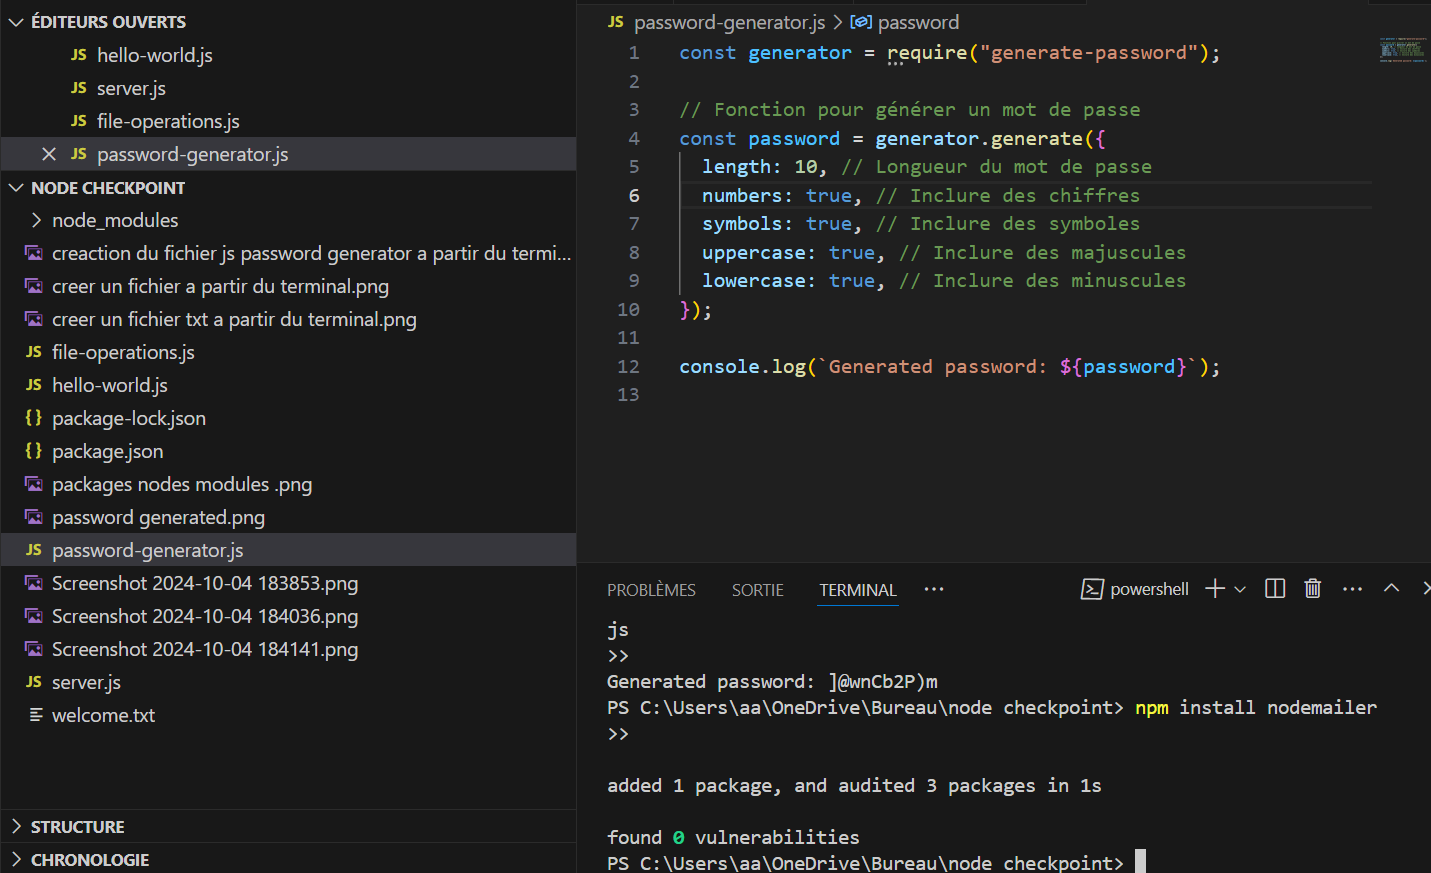 ÉDITEURS OUVERTS
JS hello-world.js
JS server.js
JS file-operations.js
JS password-generator.js
NODE CHECKPOINT
node_modules
creaction du fichier js password generator a partir du termi...
creer un fichier a partir du terminal.png
creer un fichier txt a partir du terminal.png
JS file-operations.js
JS hello-world.js
{} package-lock.json
{} package.json
packages nodes modules .png
password generated.png
JS password-generator.js
Screenshot 2024-10-04 183853.png
Screenshot 2024-10-04 184036.png
Screenshot 2024-10-04 184141.png
JS server.js
welcome.txt
STRUCTURE
CHRONOLOGIE
JS password-generator.js > password
1 const generator = require("generate-password");
2
3 // Fonction pour générer un mot de passe
4 const password = generator.generate({
5 length: 10, // Longueur du mot de passe
6 numbers: true, // Inclure des chiffres
7 symbols: true, // Inclure des symboles
8 uppercase: true, // Inclure des majuscules
9 lowercase: true, // Inclure des minuscules
10 });
11
12 console.log(`Generated password: ${password}`);
13
PROBLÈMES SORTIE TERMINAL ··· powershell
js
>>
Generated password: ]@wnCb2P)m
PS C:\Users\aa\OneDrive\Bureau\node checkpoint> npm install nodemailer
>>
added 1 package, and audited 3 packages in 1s
found 0 vulnerabilities
PS C:\Users\aa\OneDrive\Bureau\node checkpoint>